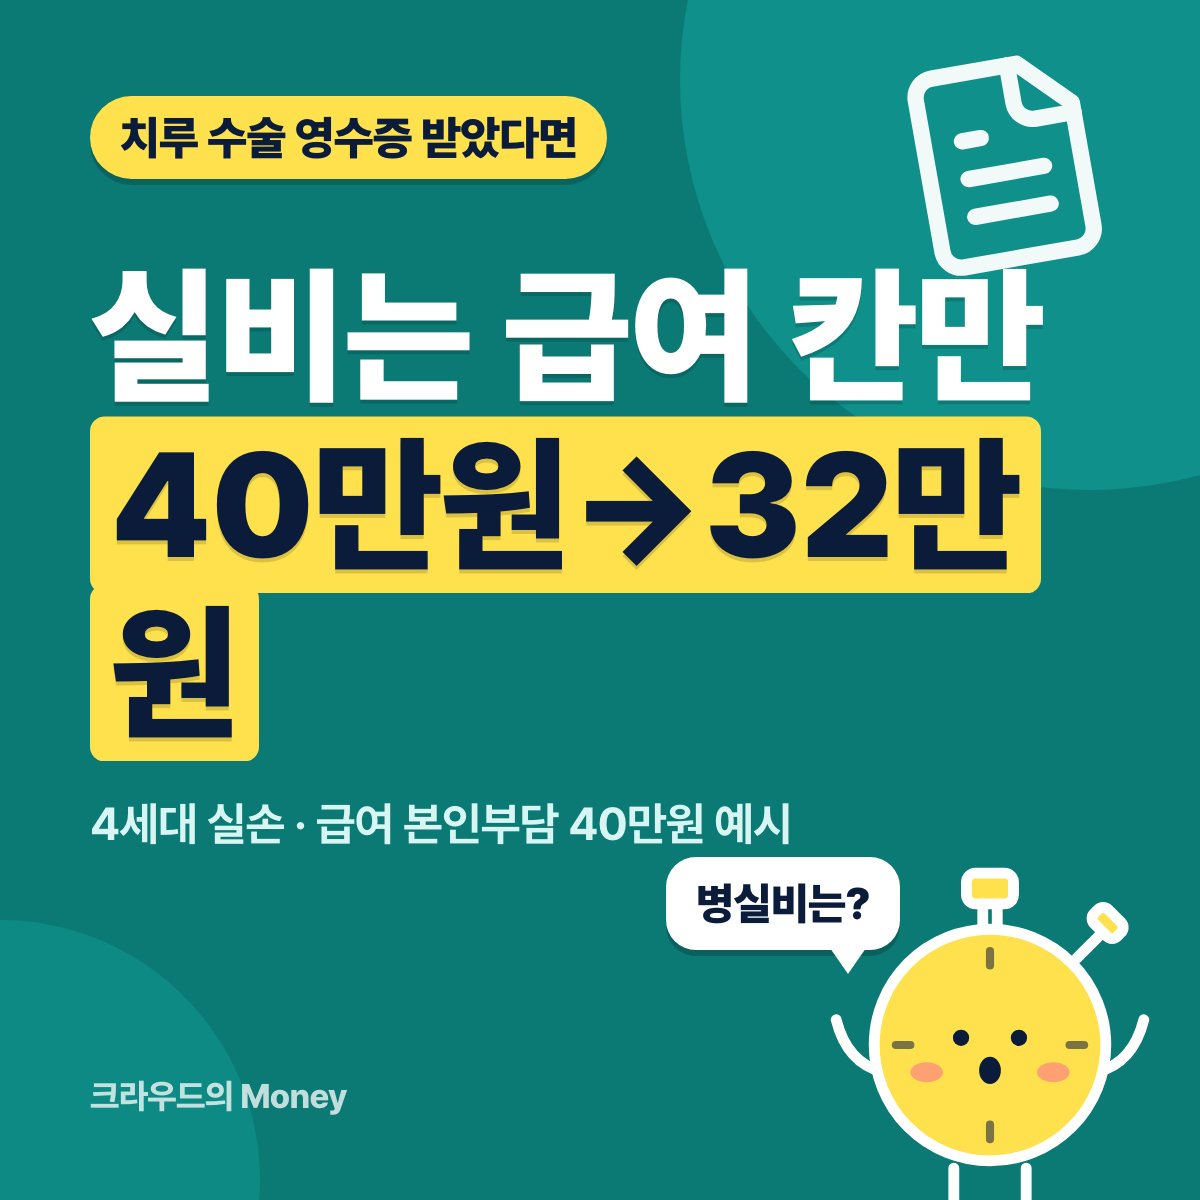 치루 수술 영수증 받았다면
실비는 급여 칸만
40만원→32만
원
4세대 실손 · 급여 본인부담 40만원 예시
병실비는?
크라우드의 Money